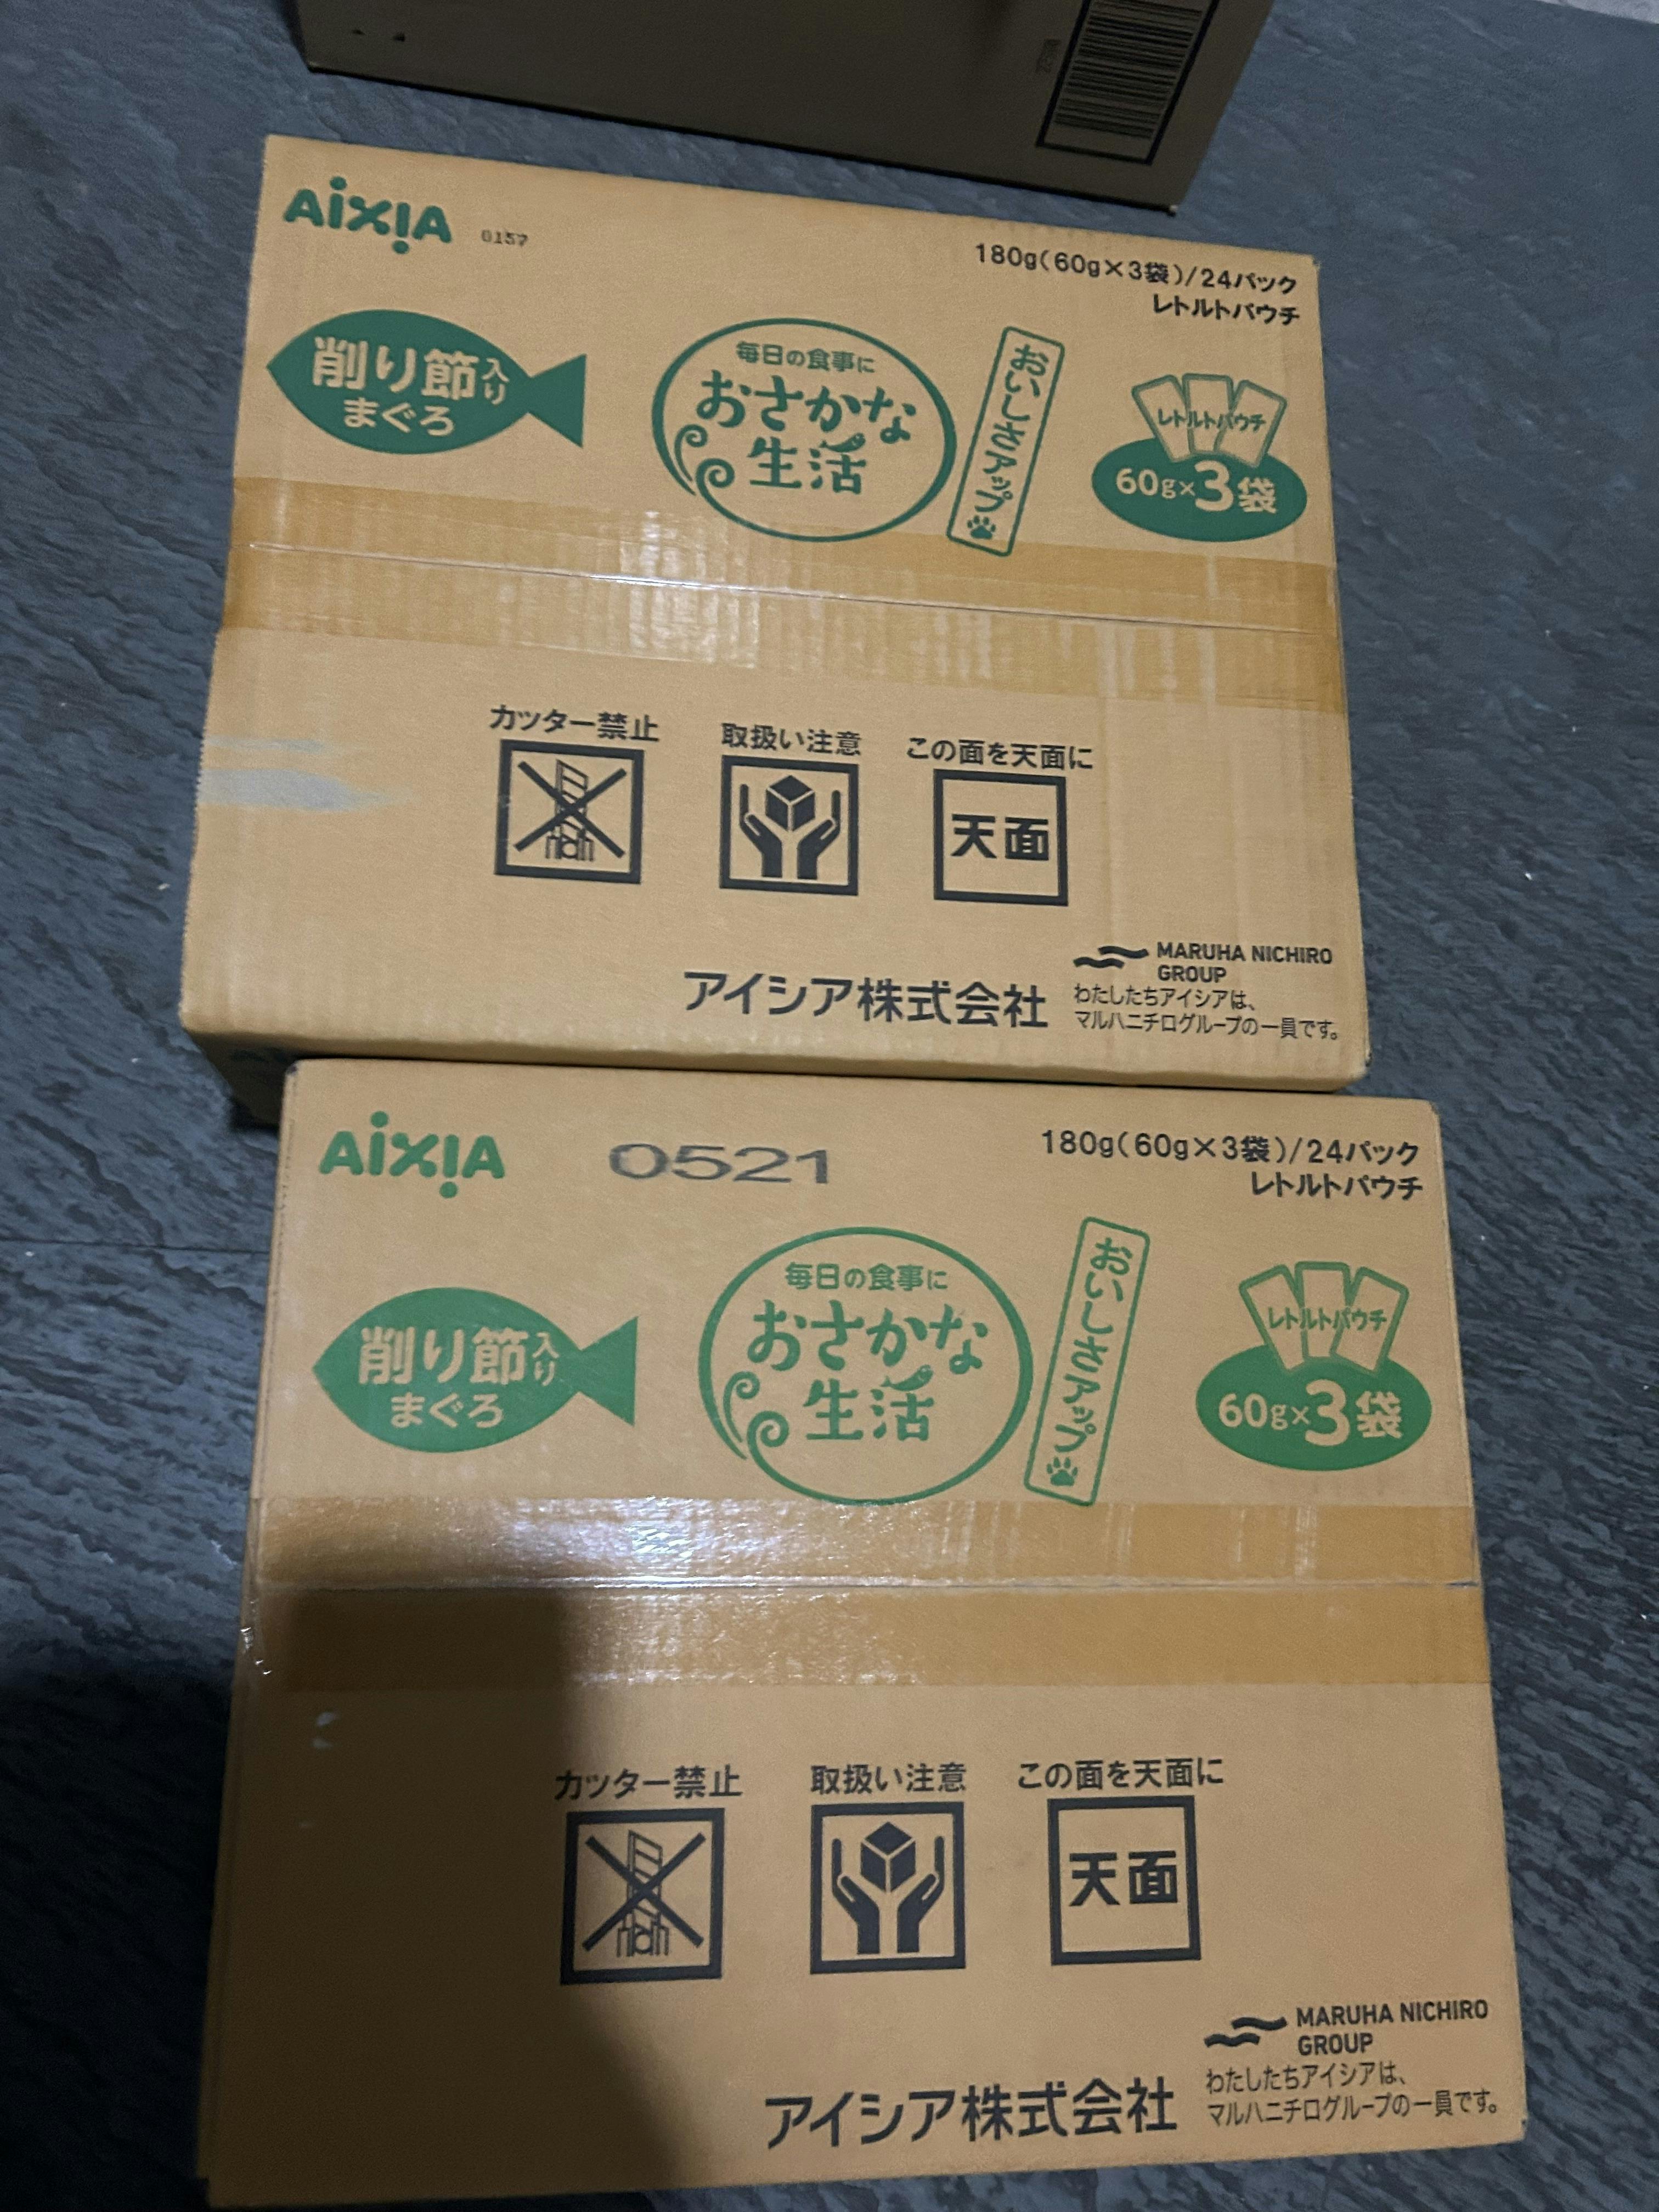 AIXIA
0157
180g(60g×3袋)/24パック
レトルトパウチ
削り節入り
まぐろ
毎日の食事に
おさかな
生活
おいしさアップ
レトルトパウチ
60g×3袋
カッター禁止
取扱い注意
この面を天面に
天面
アイシア株式会社
MARUHA NICHIRO
GROUP
わたしたちアイシアは、
マルハニチログループの一員です。
AIXIA
0521
180g(60g×3袋)/24パック
レトルトパウチ
削り節入り
まぐろ
毎日の食事に
おさかな
生活
おいしさアップ
レトルトパウチ
60g×3袋
カッター禁止
取扱い注意
この面を天面に
天面
アイシア株式会社
MARUHA NICHIRO
GROUP
わたしたちアイシアは、
マルハニチログループの一員です。